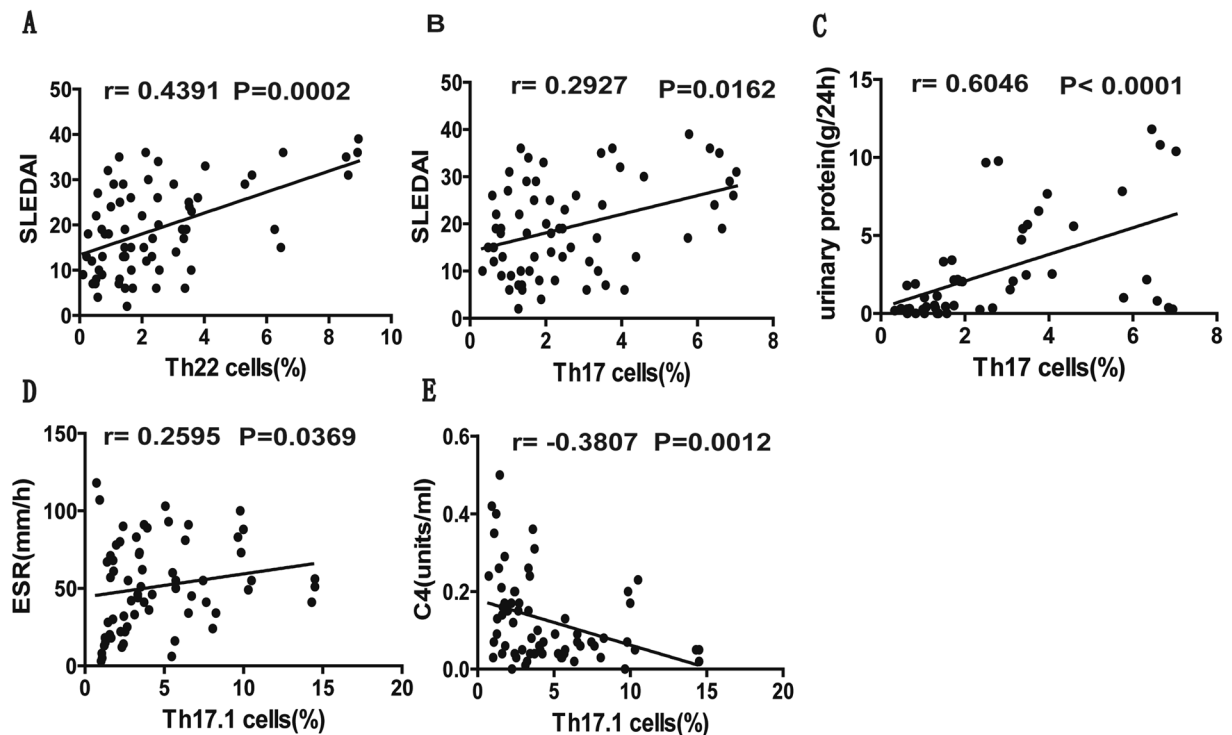 A
r= 0.4391 P=0.0002
SLEDAI
50
40
30
20
10
0
0 2 4 6 8 10
Th22 cells(%)
B
r= 0.2927 P=0.0162
SLEDAI
50
40
30
20
10
0
0 2 4 6 8
Th17 cells(%)
C
r= 0.6046 P< 0.0001
urinary protein(g/24h)
15
10
5
0
0 2 4 6 8
Th17 cells(%)
D
r= 0.2595 P=0.0369
ESR(mm/h)
150
100
50
0
0 5 10 15 20
Th17.1 cells(%)
E
r= -0.3807 P=0.0012
C4(units/ml)
0.6
0.4
0.2
0.0
0 5 10 15 20
Th17.1 cells(%)